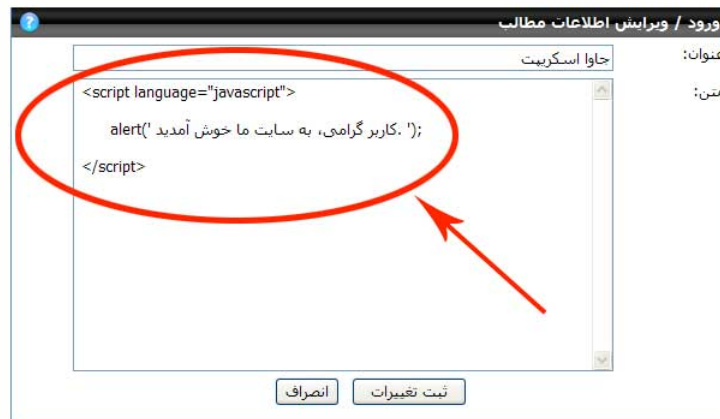 ورود / ویرایش اطلاعات مطالب
عنوان:
جاوا اسکریپت
متن:
<script language="javascript">
alert(' کاربر گرامی، به سایت ما خوش آمدید. ');
</script>
ثبت تغییرات
انصراف